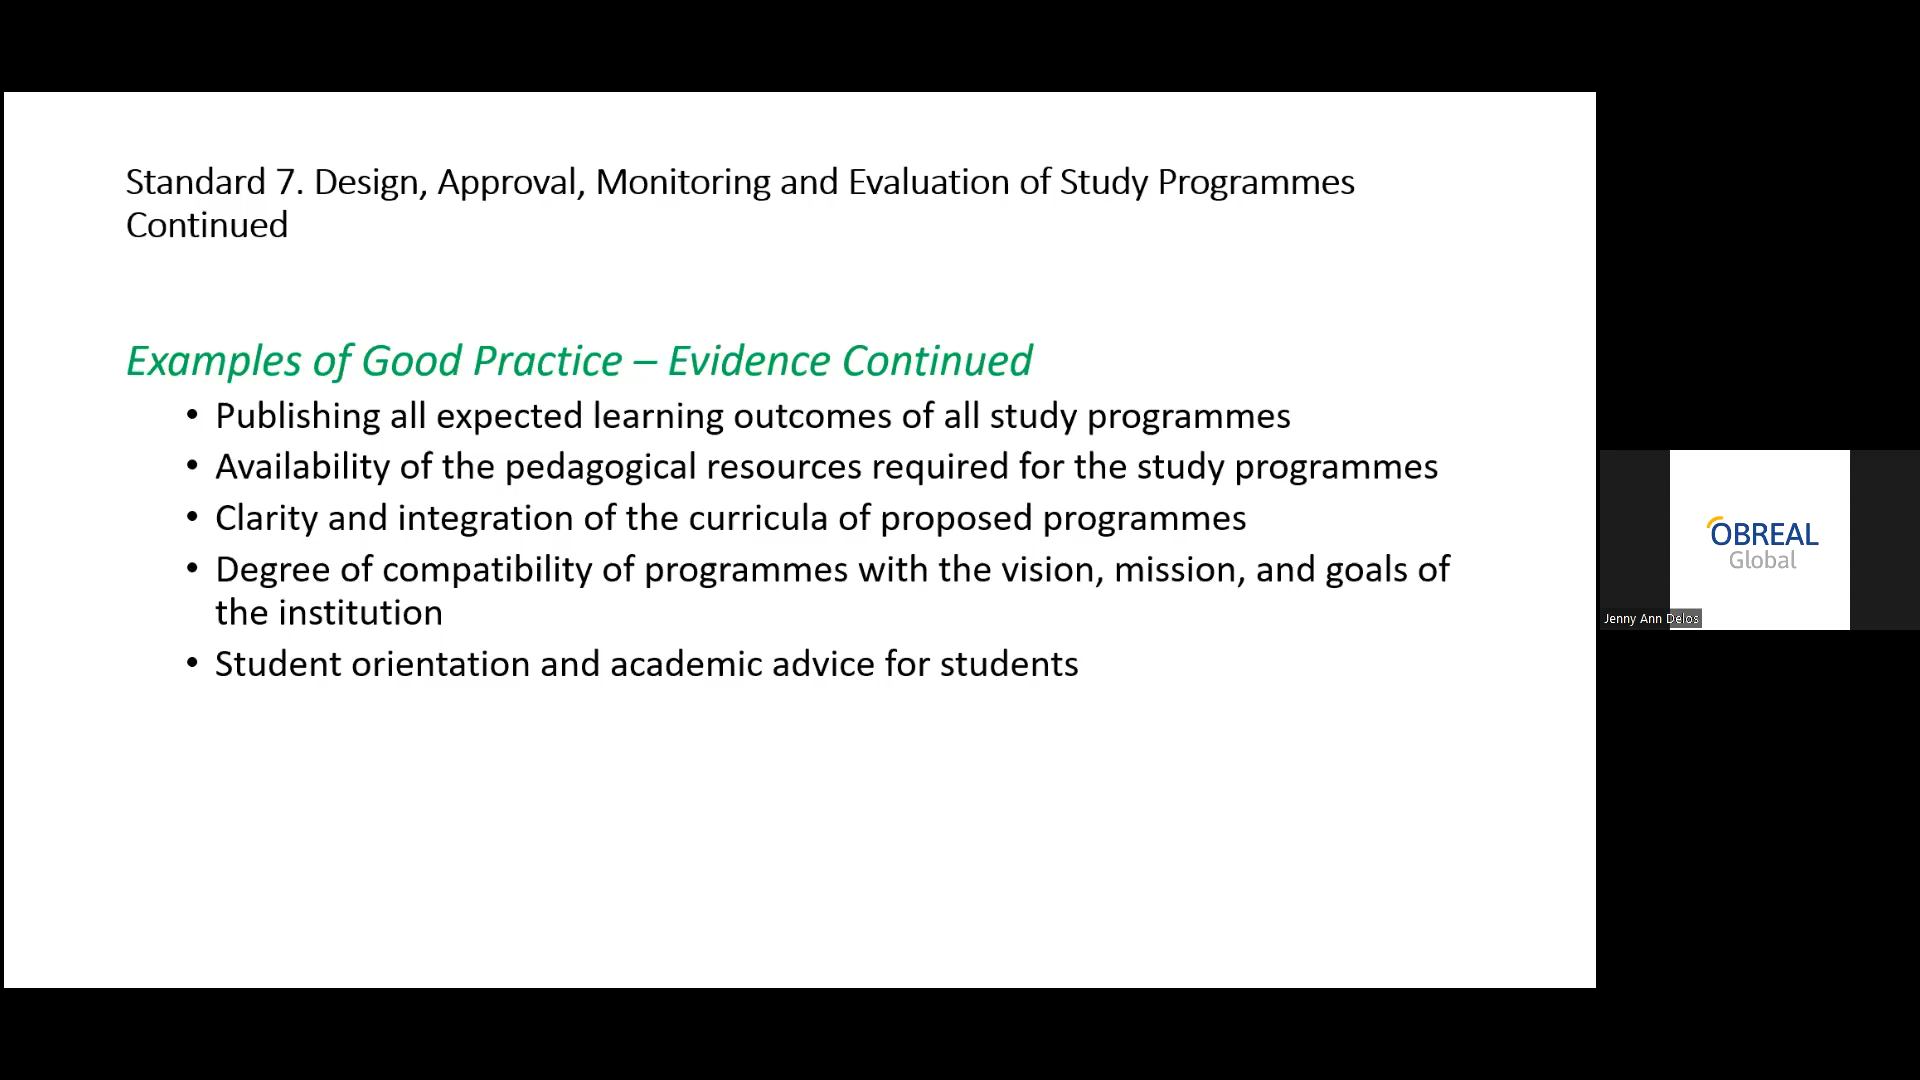 Standard 7. Design, Approval, Monitoring and Evaluation of Study Programmes
Continued
Examples of Good Practice – Evidence Continued
• Publishing all expected learning outcomes of all study programmes
• Availability of the pedagogical resources required for the study programmes
• Clarity and integration of the curricula of proposed programmes
• Degree of compatibility of programmes with the vision, mission, and goals of
the institution
• Student orientation and academic advice for students
OBREAL
Global
Jenny Ann Delos